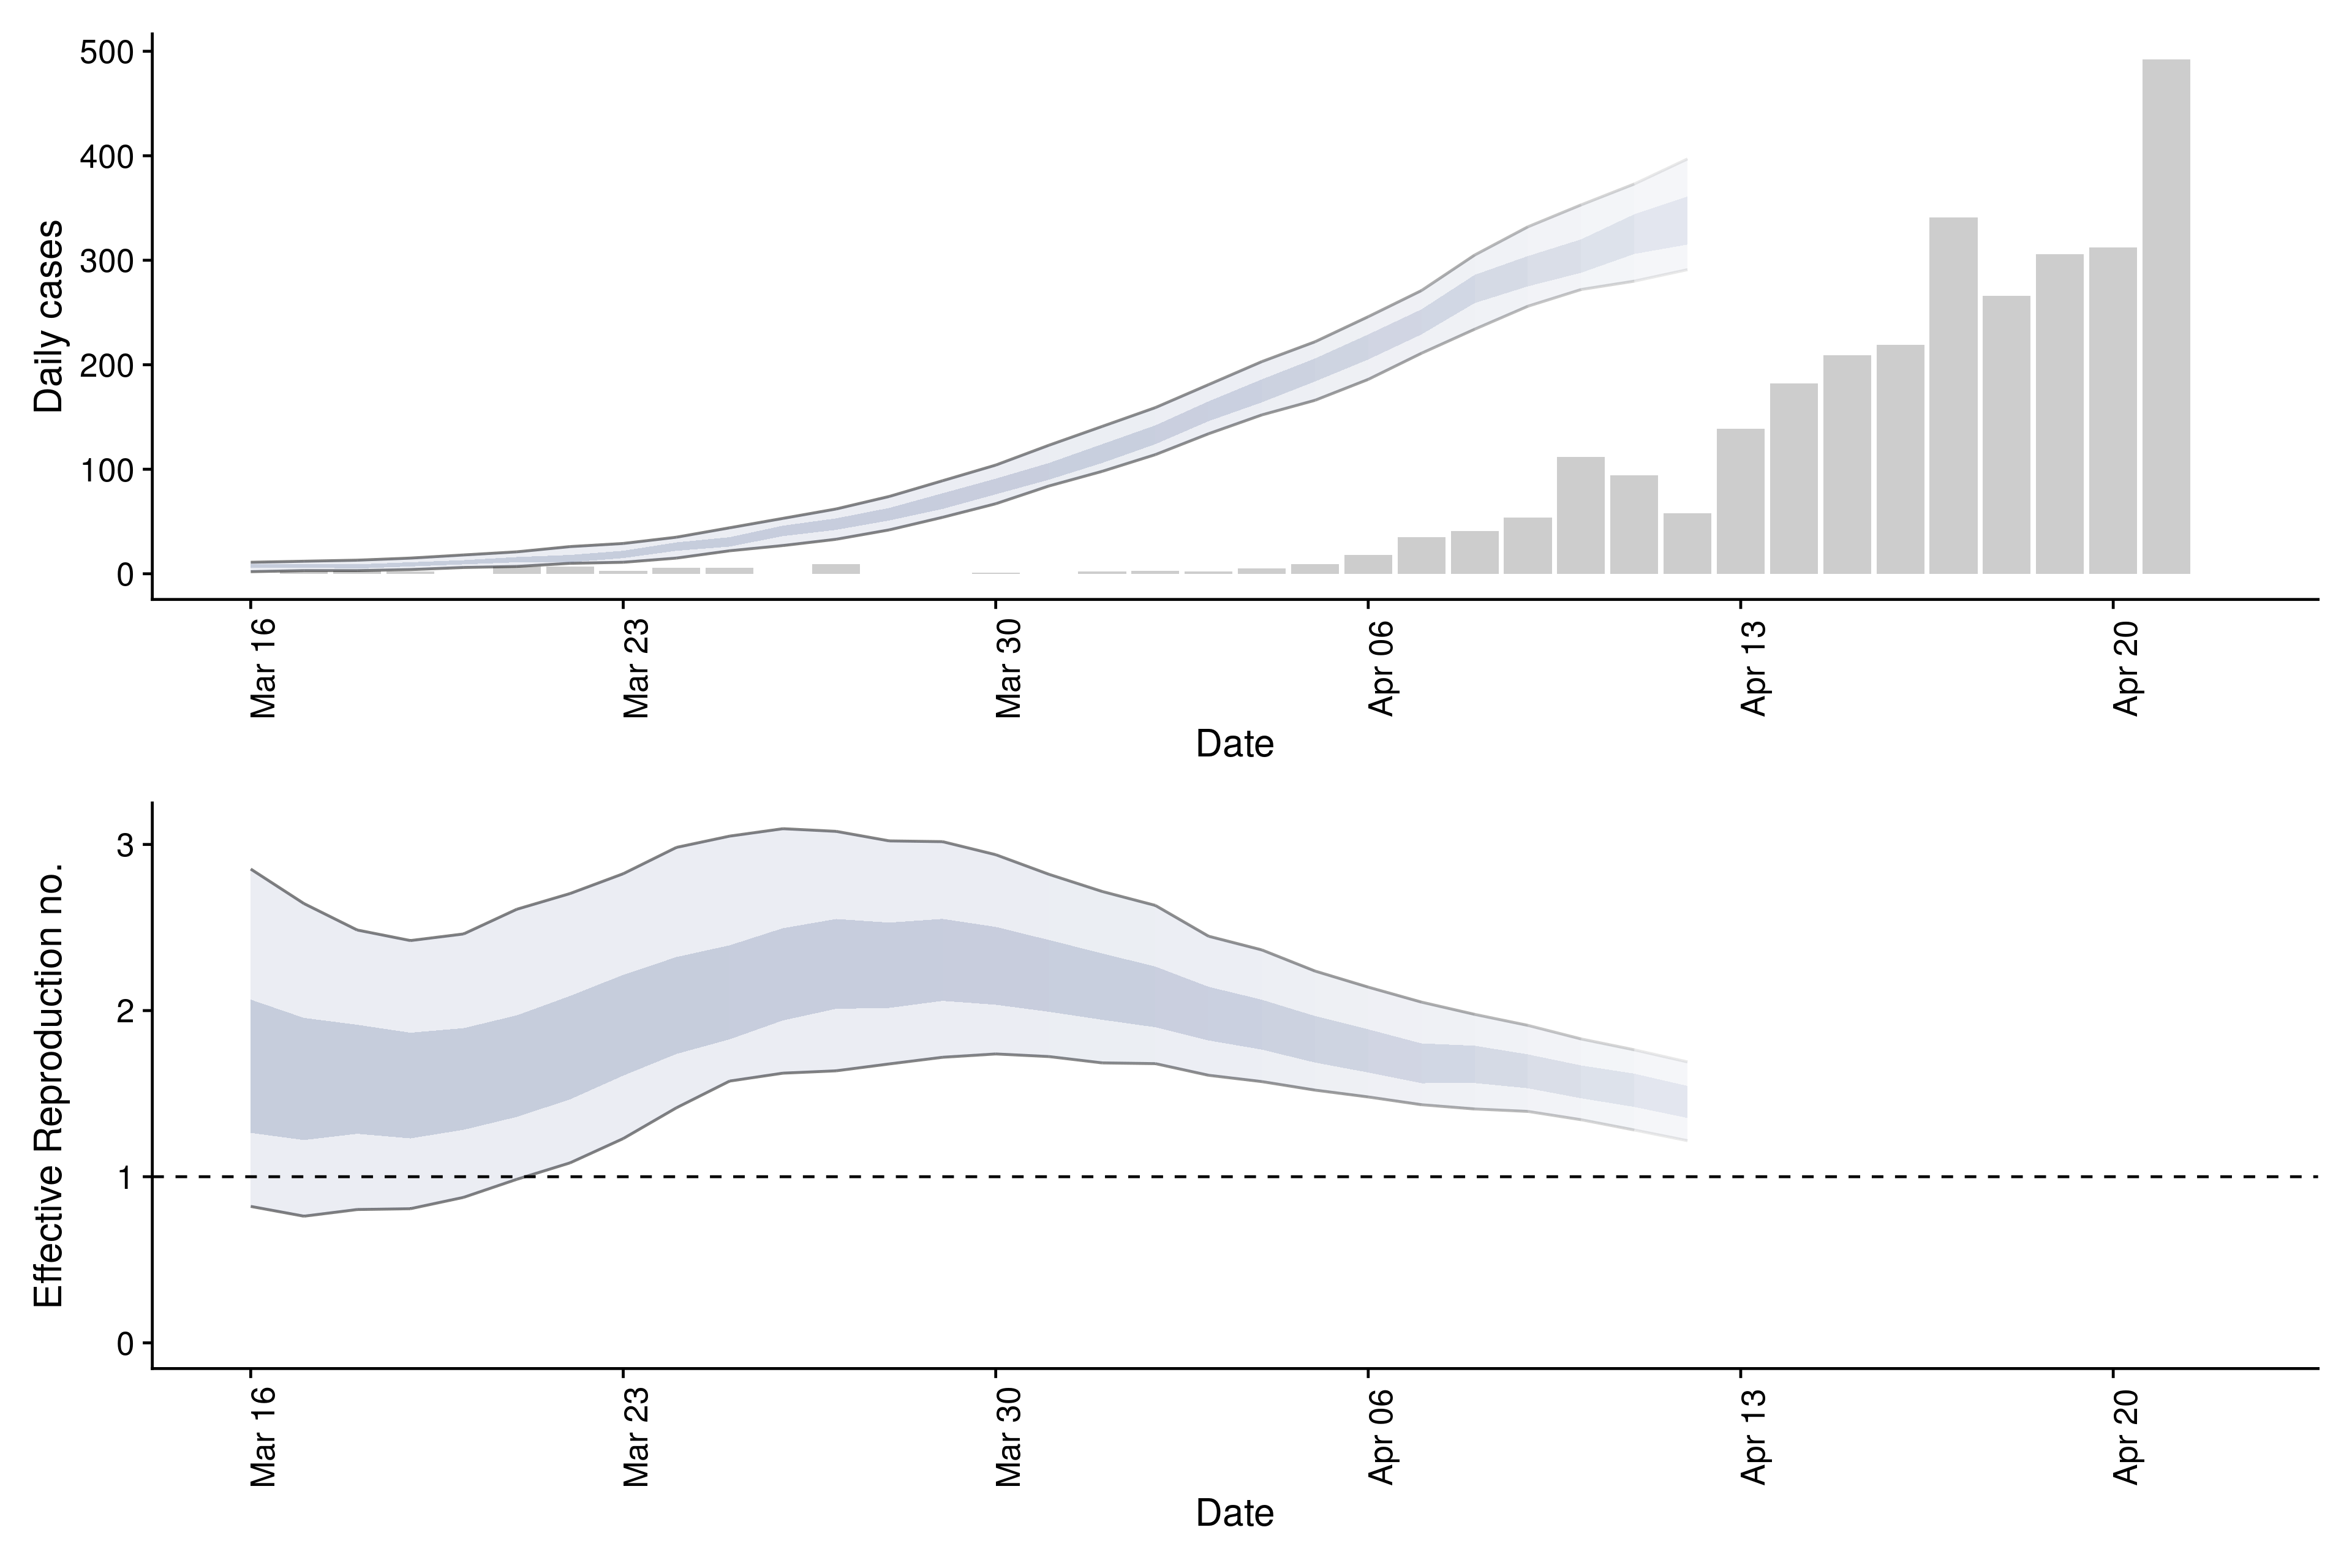 Daily cases
500
400
300
200
100
0
Mar 16
Mar 23
Mar 30
Apr 06
Apr 13
Apr 20
Date
Effective Reproduction no.
3
2
1
0
Mar 16
Mar 23
Mar 30
Apr 06
Apr 13
Apr 20
Date